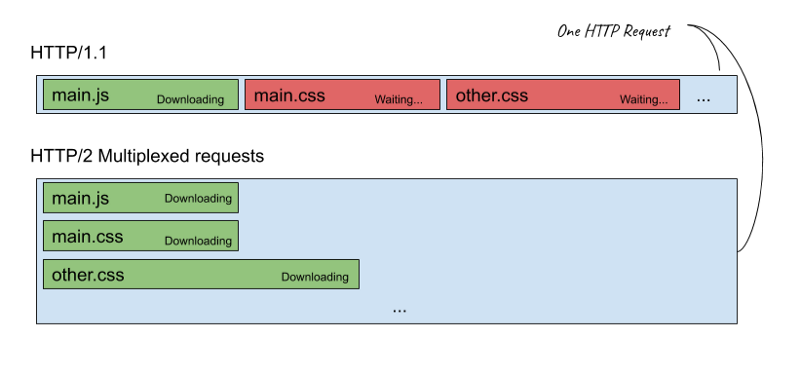 One HTTP Request
HTTP/1.1
main.js Downloading main.css Waiting... other.css Waiting... ...
HTTP/2 Multiplexed requests
main.js Downloading
main.css Downloading
other.css Downloading
...